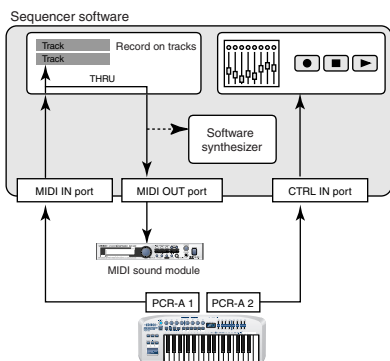 Sequencer software
Track
Track
Record on tracks
THRU
Software
synthesizer
MIDI IN port
MIDI OUT port
CTRL IN port
MIDI sound module
PCR-A 1
PCR-A 2